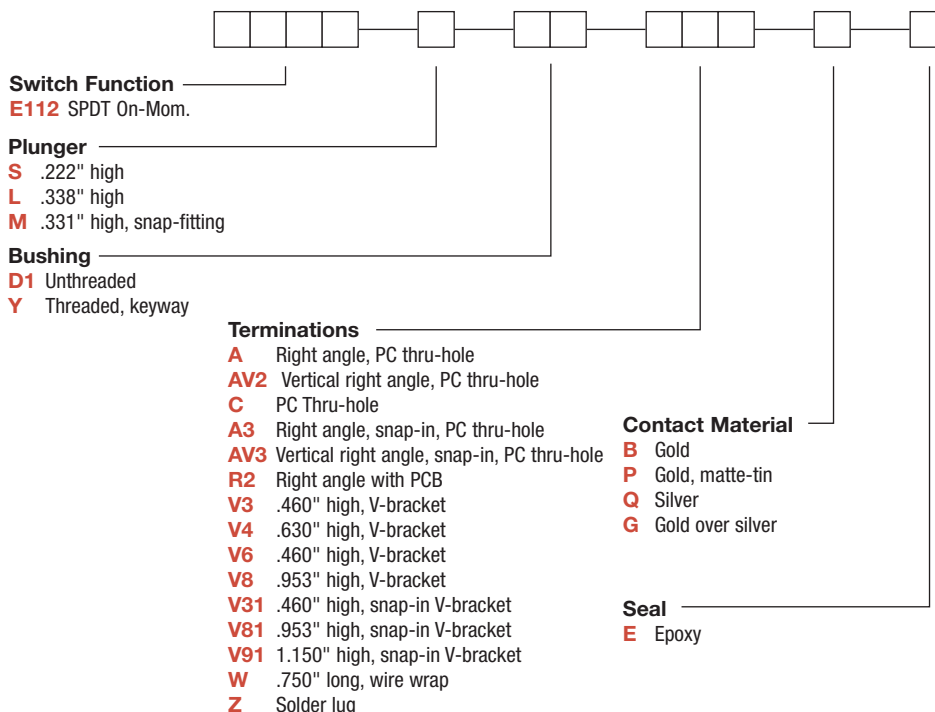 Switch Function
E112 SPDT On-Mom.
Plunger
S .222" high
L .338" high
M .331" high, snap-fitting
Bushing
D1 Unthreaded
Y Threaded, keyway
Terminations
A Right angle, PC thru-hole
AV2 Vertical right angle, PC thru-hole
C PC Thru-hole
A3 Right angle, snap-in, PC thru-hole
AV3 Vertical right angle, snap-in, PC thru-hole
R2 Right angle with PCB
V3 .460" high, V-bracket
V4 .630" high, V-bracket
V6 .460" high, V-bracket
V8 .953" high, V-bracket
V31 .460" high, snap-in V-bracket
V81 .953" high, snap-in V-bracket
V91 1.150" high, snap-in V-bracket
W .750" long, wire wrap
Z Solder lug
Contact Material
B Gold
P Gold, matte-tin
Q Silver
G Gold over silver
Seal
E Epoxy